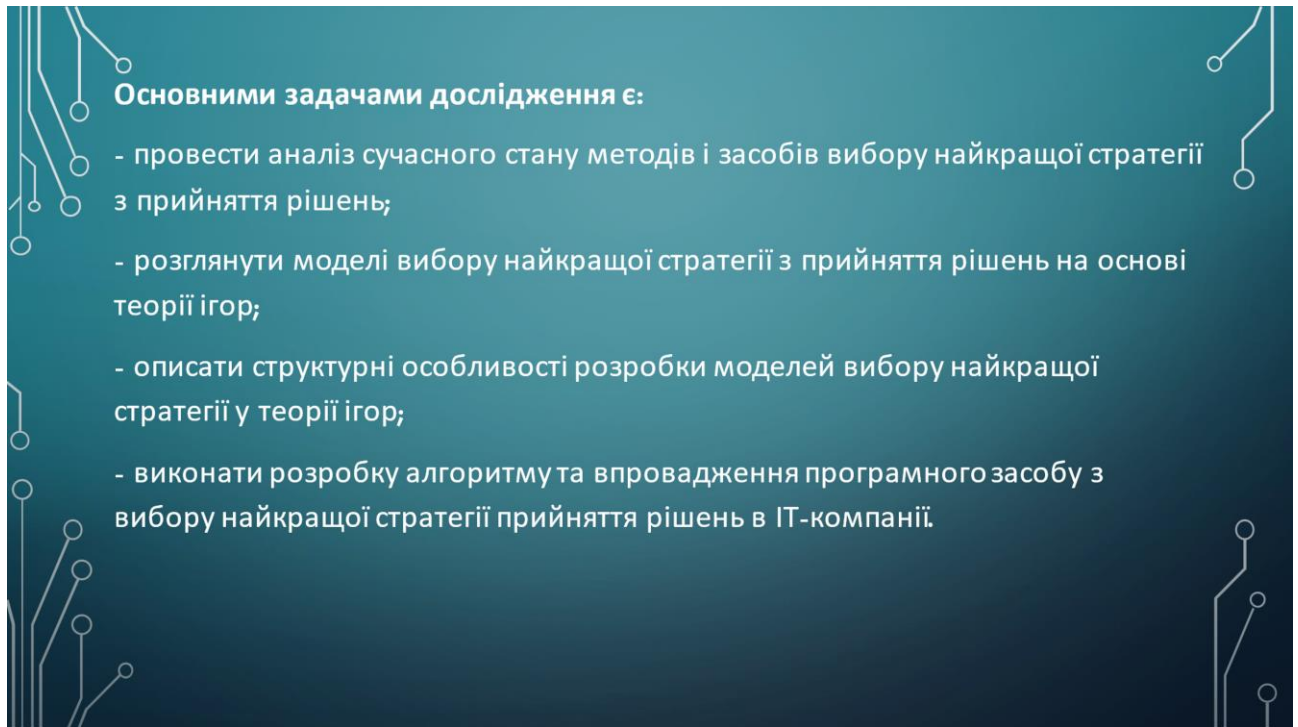 Основними задачами дослідження є:
- провести аналіз сучасного стану методів і засобів вибору найкращої стратегії
з прийняття рішень;
- розглянути моделі вибору найкращої стратегії з прийняття рішень на основі
теорії ігор;
- описати структурні особливості розробки моделей вибору найкращої
стратегії у теорії ігор;
- виконати розробку алгоритму та впровадження програмного засобу з
вибору найкращої стратегії прийняття рішень в ІТ-компанії.